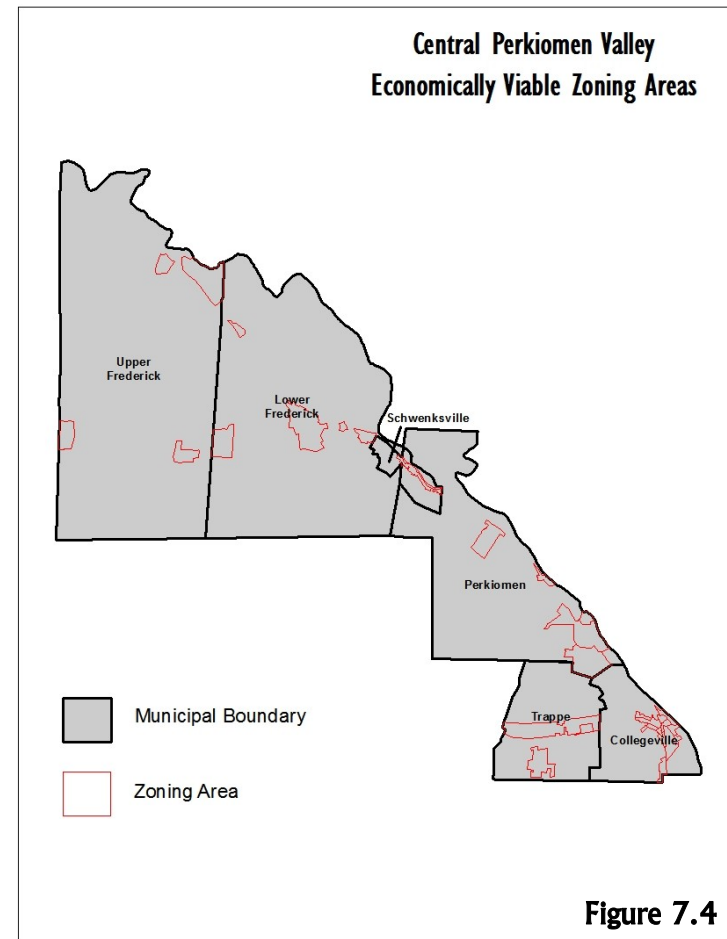 Central Perkiomen Valley
Economically Viable Zoning Areas
Upper
Frederick
Lower
Frederick
Schwenksville
Perkiomen
Trappe
Collegeville
Municipal Boundary
Zoning Area
Figure 7.4